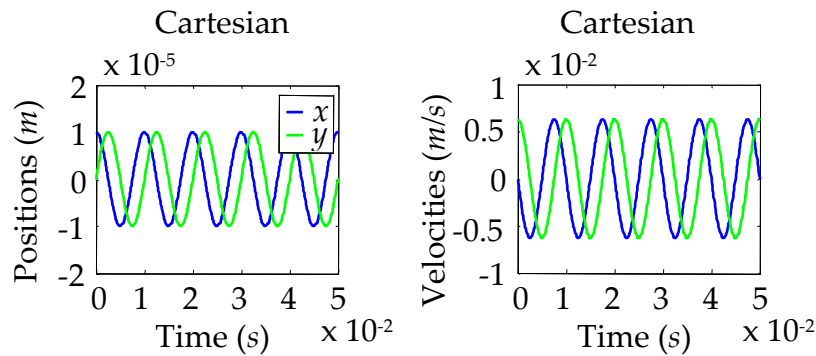 Cartesian
x 10^-5
Positions (m)
2
1
0
-1
-2
x
y
0 1 2 3 4 5
Time (s)
x 10^-2
Cartesian
x 10^-2
Velocities (m/s)
1
0.5
0
-0.5
-1
0 1 2 3 4 5
Time (s)
x 10^-2